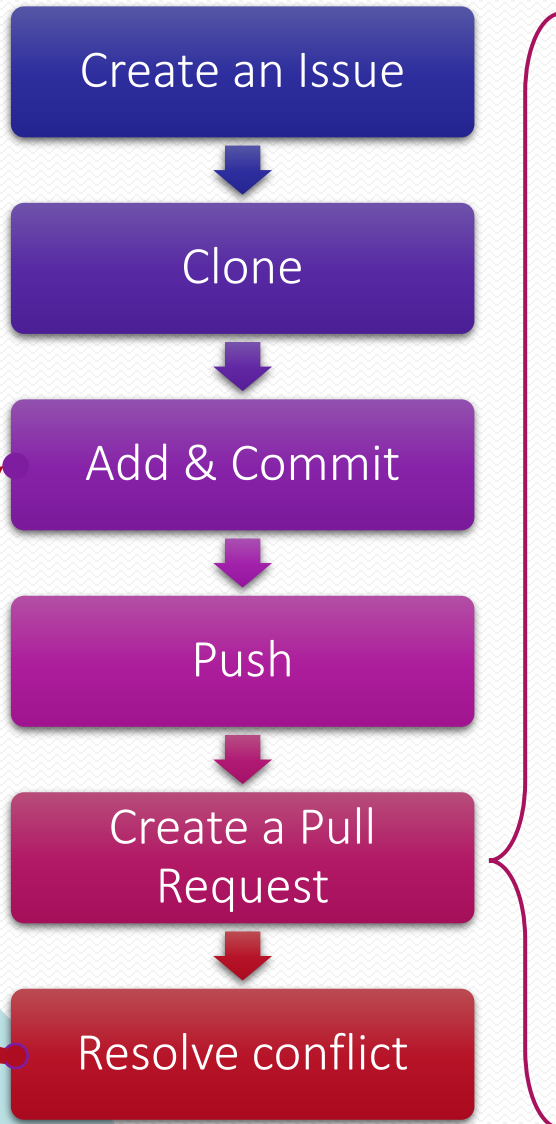 Create an Issue
Clone
Add & Commit
Push
Create a Pull
Request
Resolve conflict